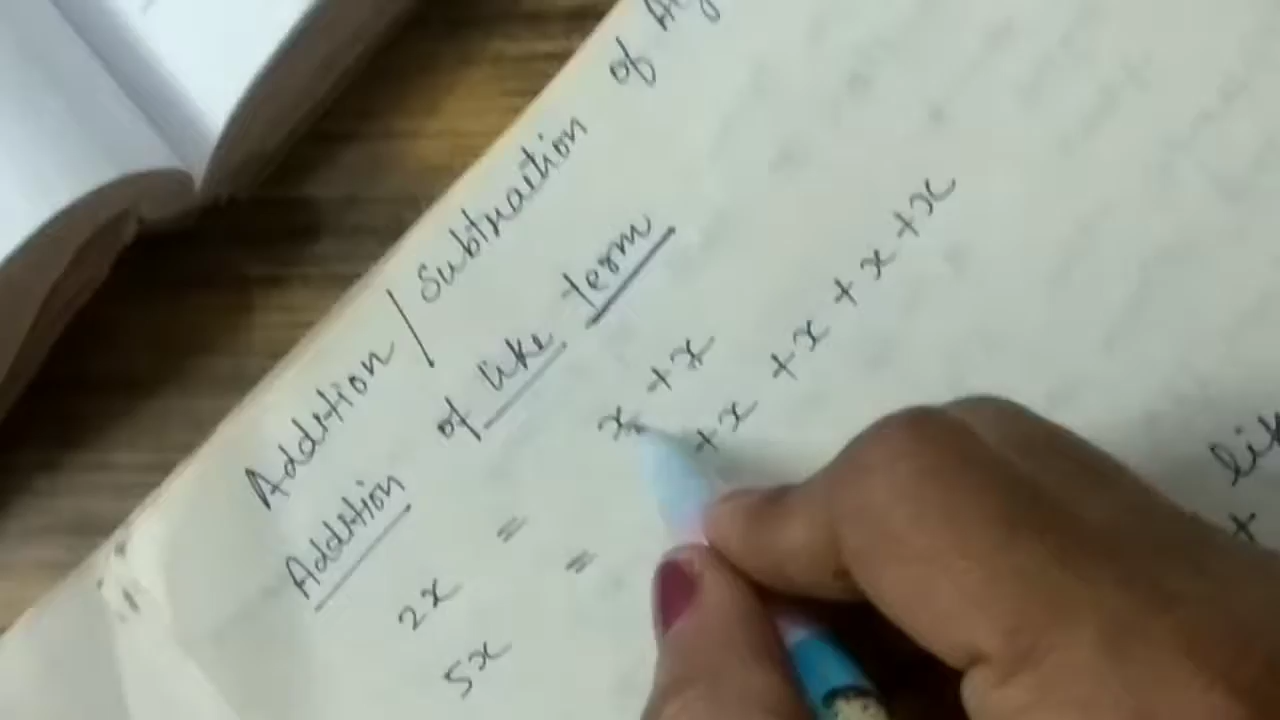 Addition / Subtraction of
Addition of like term
2x = x + x
5x = + x + x + x + x